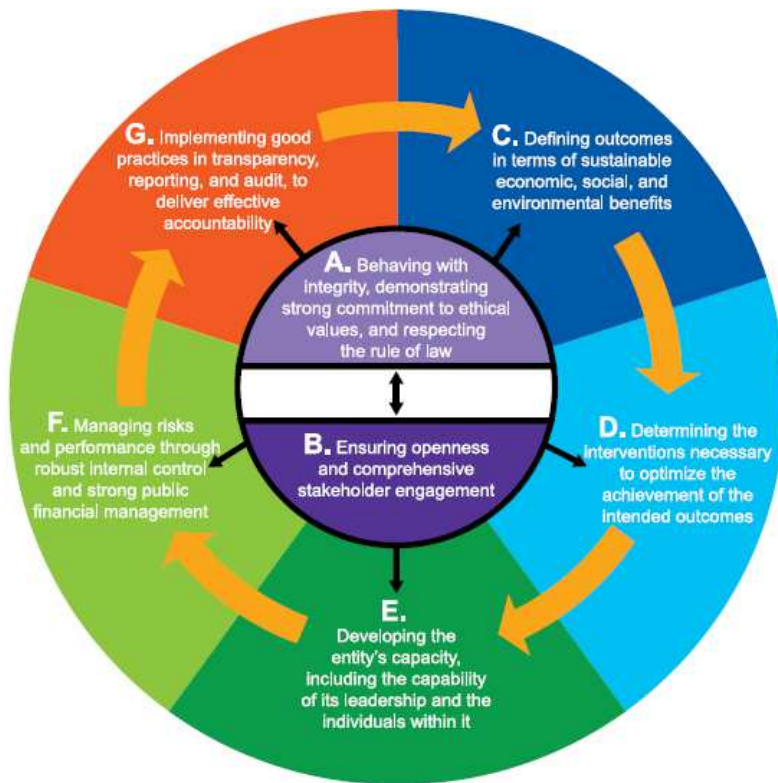 G. Implementing good
practices in transparency,
reporting, and audit, to
deliver effective
accountability
C. Defining outcomes
in terms of sustainable
economic, social, and
environmental benefits
A. Behaving with
integrity, demonstrating
strong commitment to ethical
values, and respecting
the rule of law
F. Managing risks
and performance through
robust internal control
and strong public
financial management
B. Ensuring openness
and comprehensive
stakeholder engagement
D. Determining the
interventions necessary
to optimize the
achievement of the
intended outcomes
E.
Developing the
entity's capacity,
including the capability
of its leadership and the
individuals within it